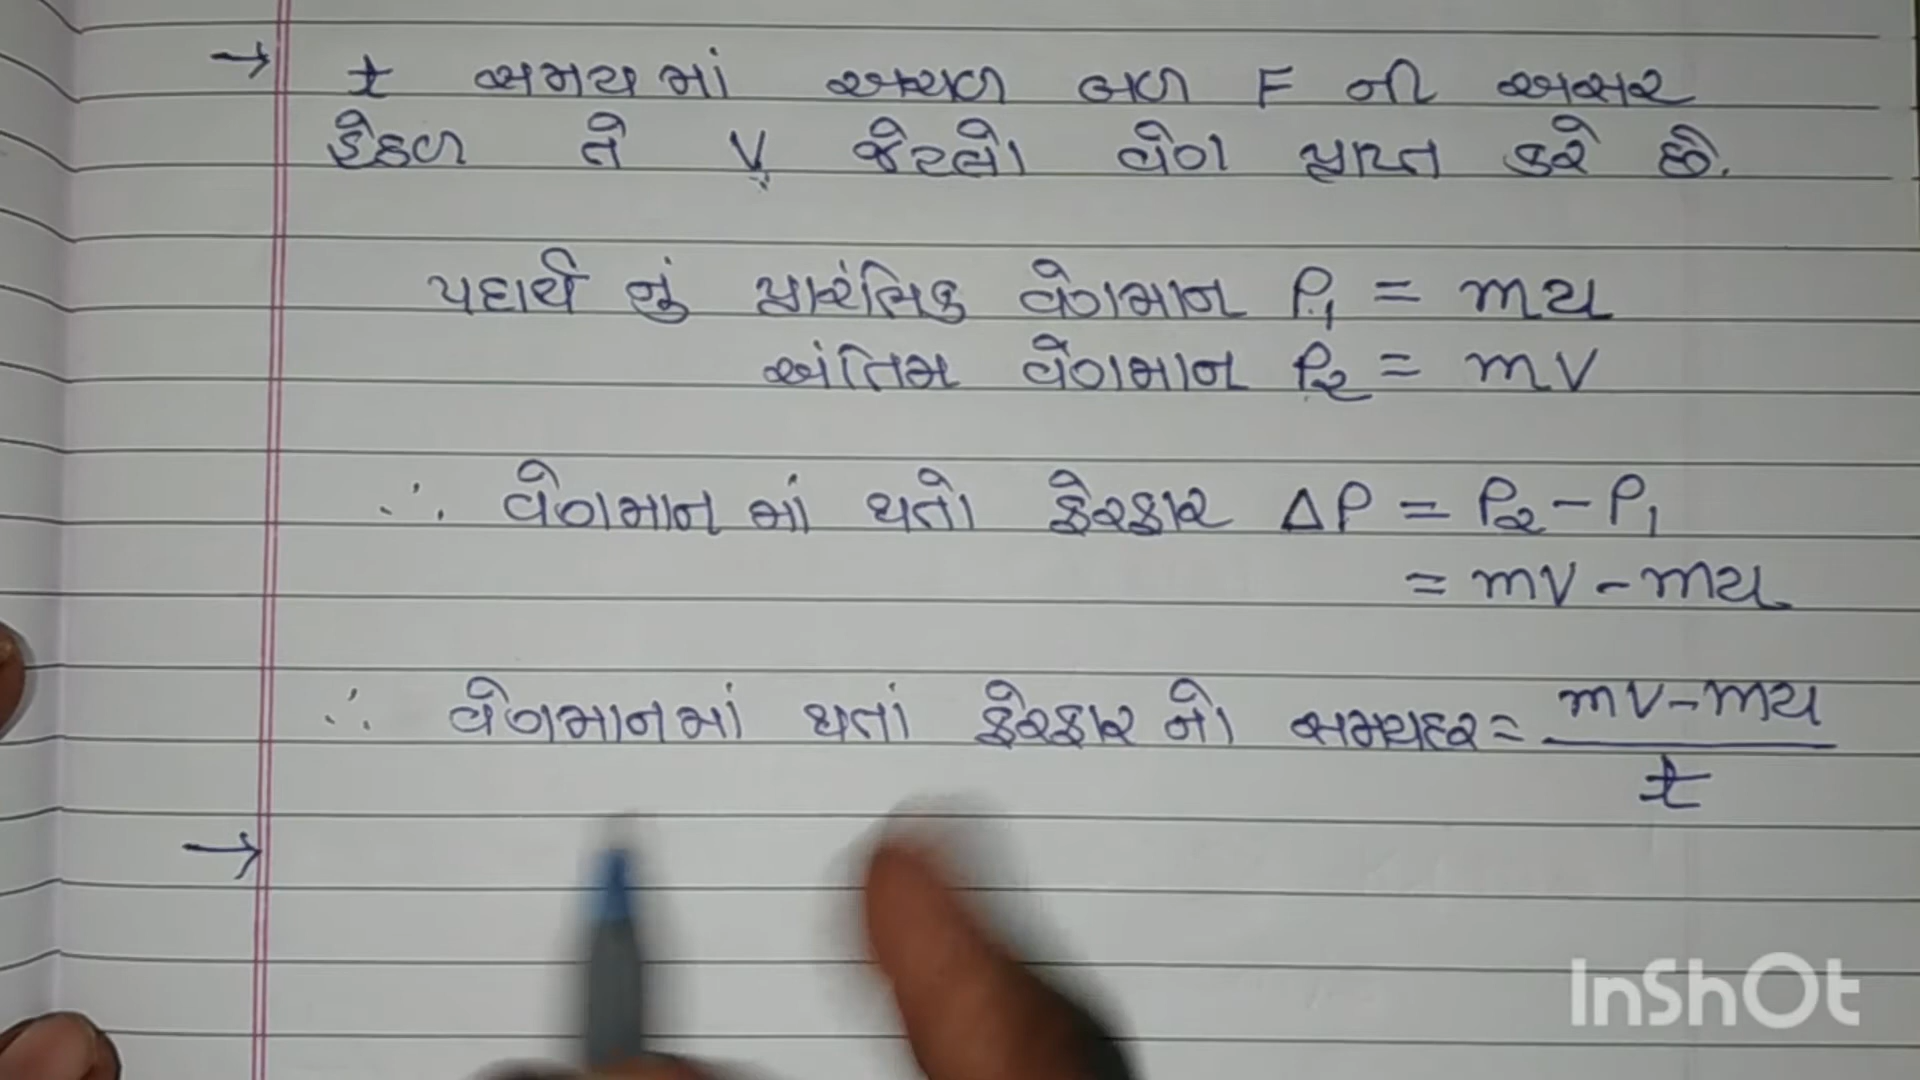 → t સમયમાં અચળ બળ F ની અસર
હેઠળ તે v જેટલો વેગ પ્રાપ્ત કરે છે.
પદાર્થ નું પ્રારંભિક વેગમાન P₁ = mu
અંતિમ વેગમાન P₂ = mv
∴ વેગમાન માં થતો ફેરફાર ΔP = P₂ - P₁
= mv - mu
∴ વેગમાનમાં થતાં ફેરફાર નો સમયદર = mv - mu / t
→
InShOt